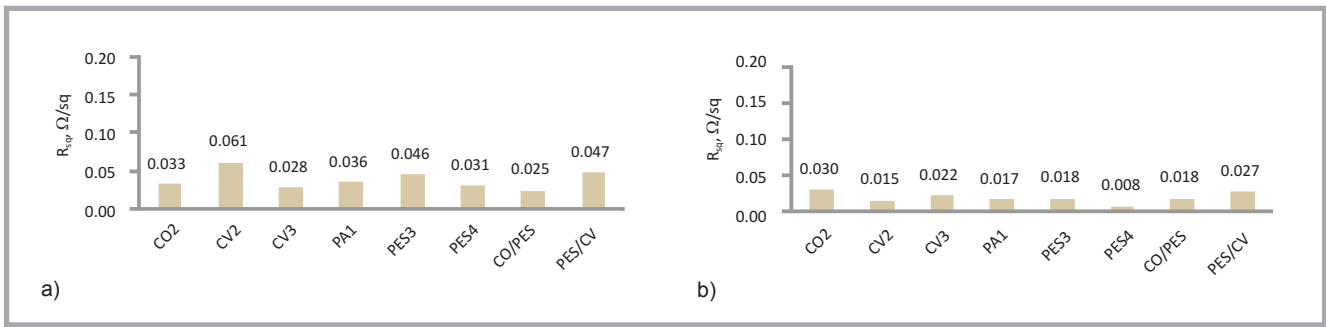 R_sq, Ω/sq
0.20
0.15
0.10
0.05
0.00
0.033
0.061
0.028
0.036
0.046
0.031
0.025
0.047
CO2
CV2
CV3
PA1
PES3
PES4
CO/PES
PES/CV
a)
R_sq, Ω/sq
0.20
0.15
0.10
0.05
0.00
0.030
0.015
0.022
0.017
0.018
0.008
0.018
0.027
CO2
CV2
CV3
PA1
PES3
PES4
CO/PES
PES/CV
b)